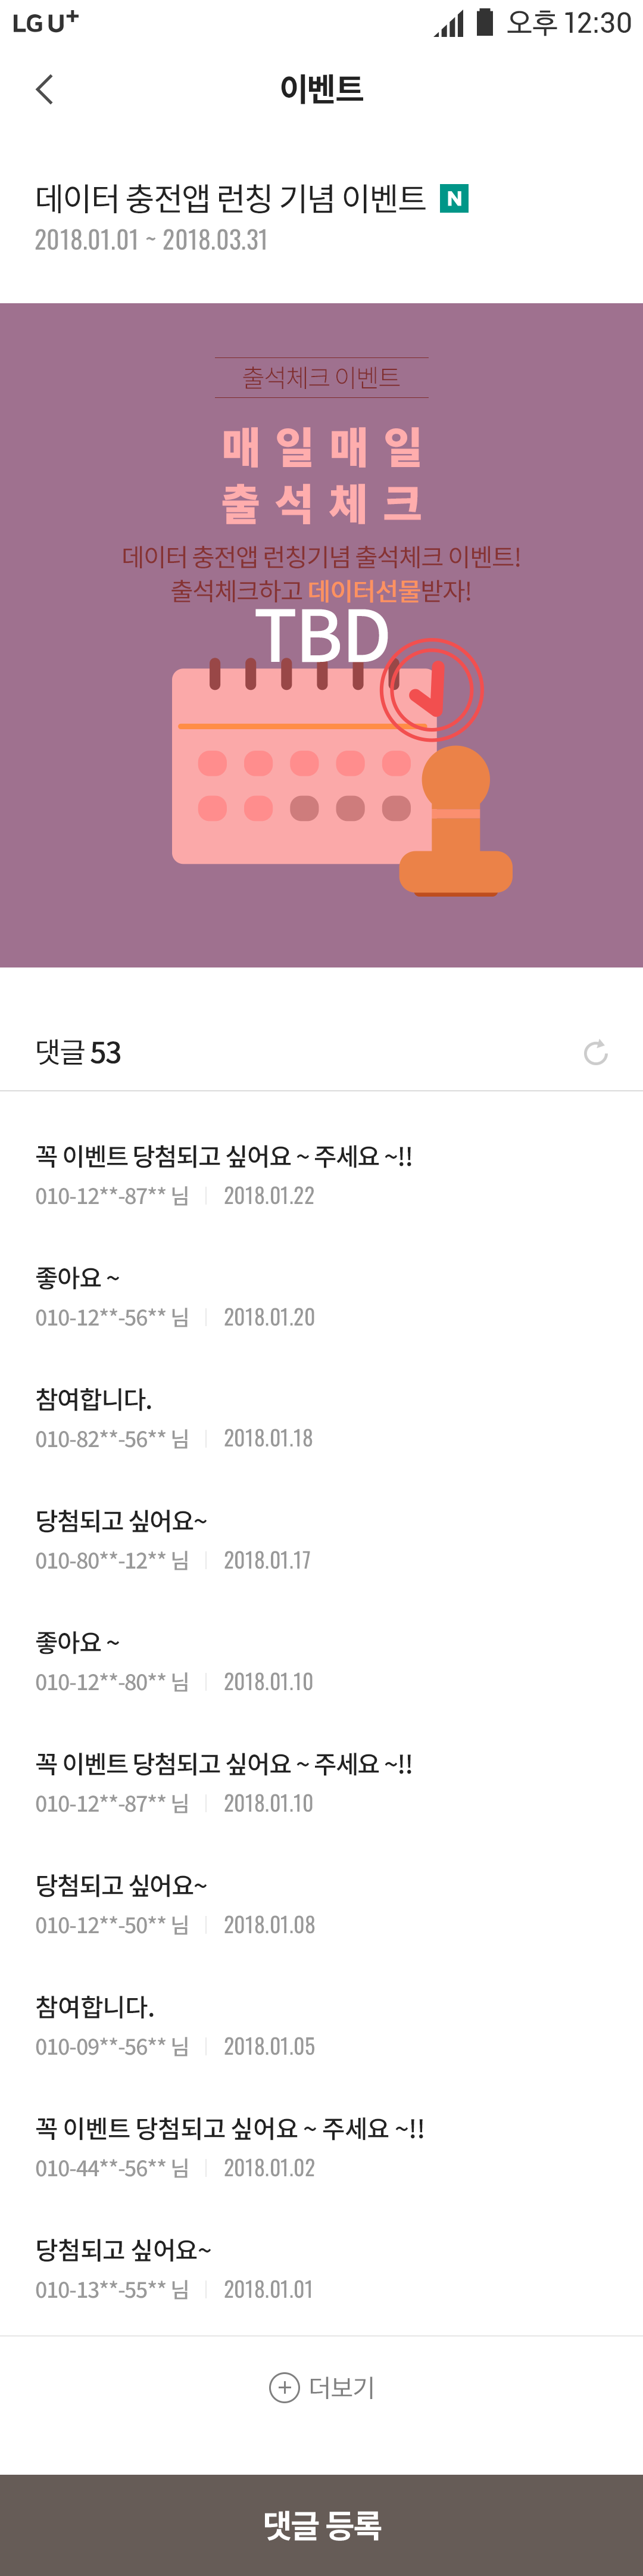 LG U+ 오후 12:30
이벤트
데이터 충전앱 런칭 기념 이벤트 N
2018.01.01 ~ 2018.03.31
출석체크 이벤트
매일매일
출석체크
데이터 충전앱 런칭기념 출석체크 이벤트!
출석체크하고 데이터선물받자!
TBD
댓글 53
꼭 이벤트 당첨되고 싶어요 ~ 주세요 ~!!
010-12**-87** 님 2018.01.22
좋아요 ~
010-12**-56** 님 2018.01.20
참여합니다.
010-82**-56** 님 2018.01.18
당첨되고 싶어요~
010-80**-12** 님 2018.01.17
좋아요 ~
010-12**-80** 님 2018.01.10
꼭 이벤트 당첨되고 싶어요 ~ 주세요 ~!!
010-12**-87** 님 2018.01.10
당첨되고 싶어요~
010-12**-50** 님 2018.01.08
참여합니다.
010-09**-56** 님 2018.01.05
꼭 이벤트 당첨되고 싶어요 ~ 주세요 ~!!
010-44**-56** 님 2018.01.02
당첨되고 싶어요~
010-13**-55** 님 2018.01.01
더보기
댓글 등록